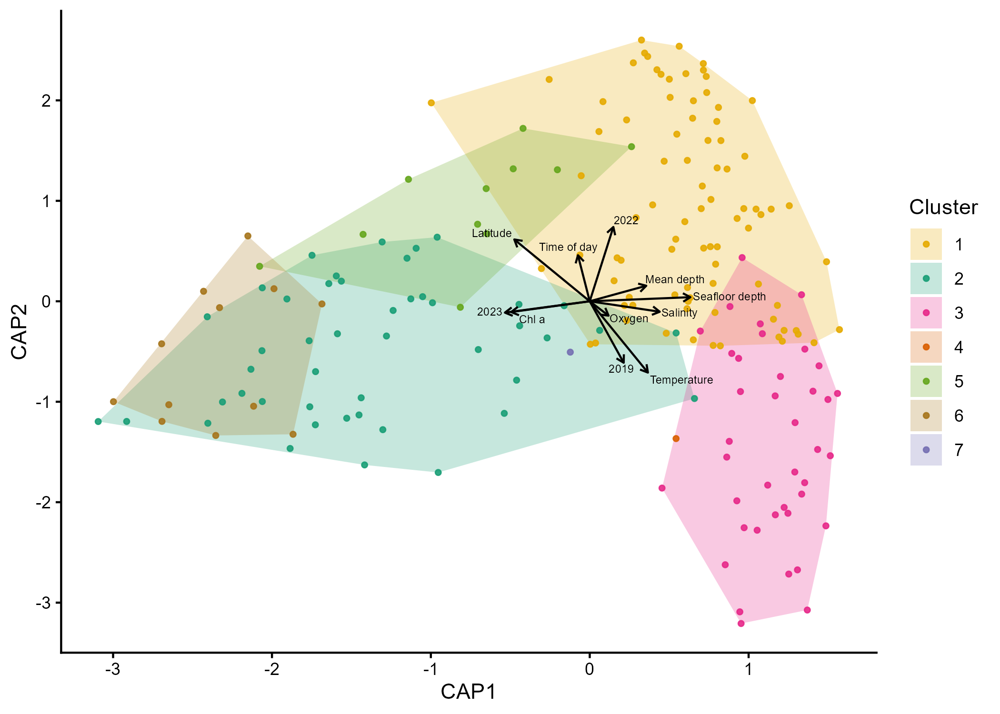 2
1
0
-1
-2
-3
CAP2
-3
-2
-1
0
1
CAP1
2022
Latitude
Time of day
Mean depth
Seafloor depth
2023
Chl a
Oxygen
Salinity
2019
Temperature
Cluster
1
2
3
4
5
6
7